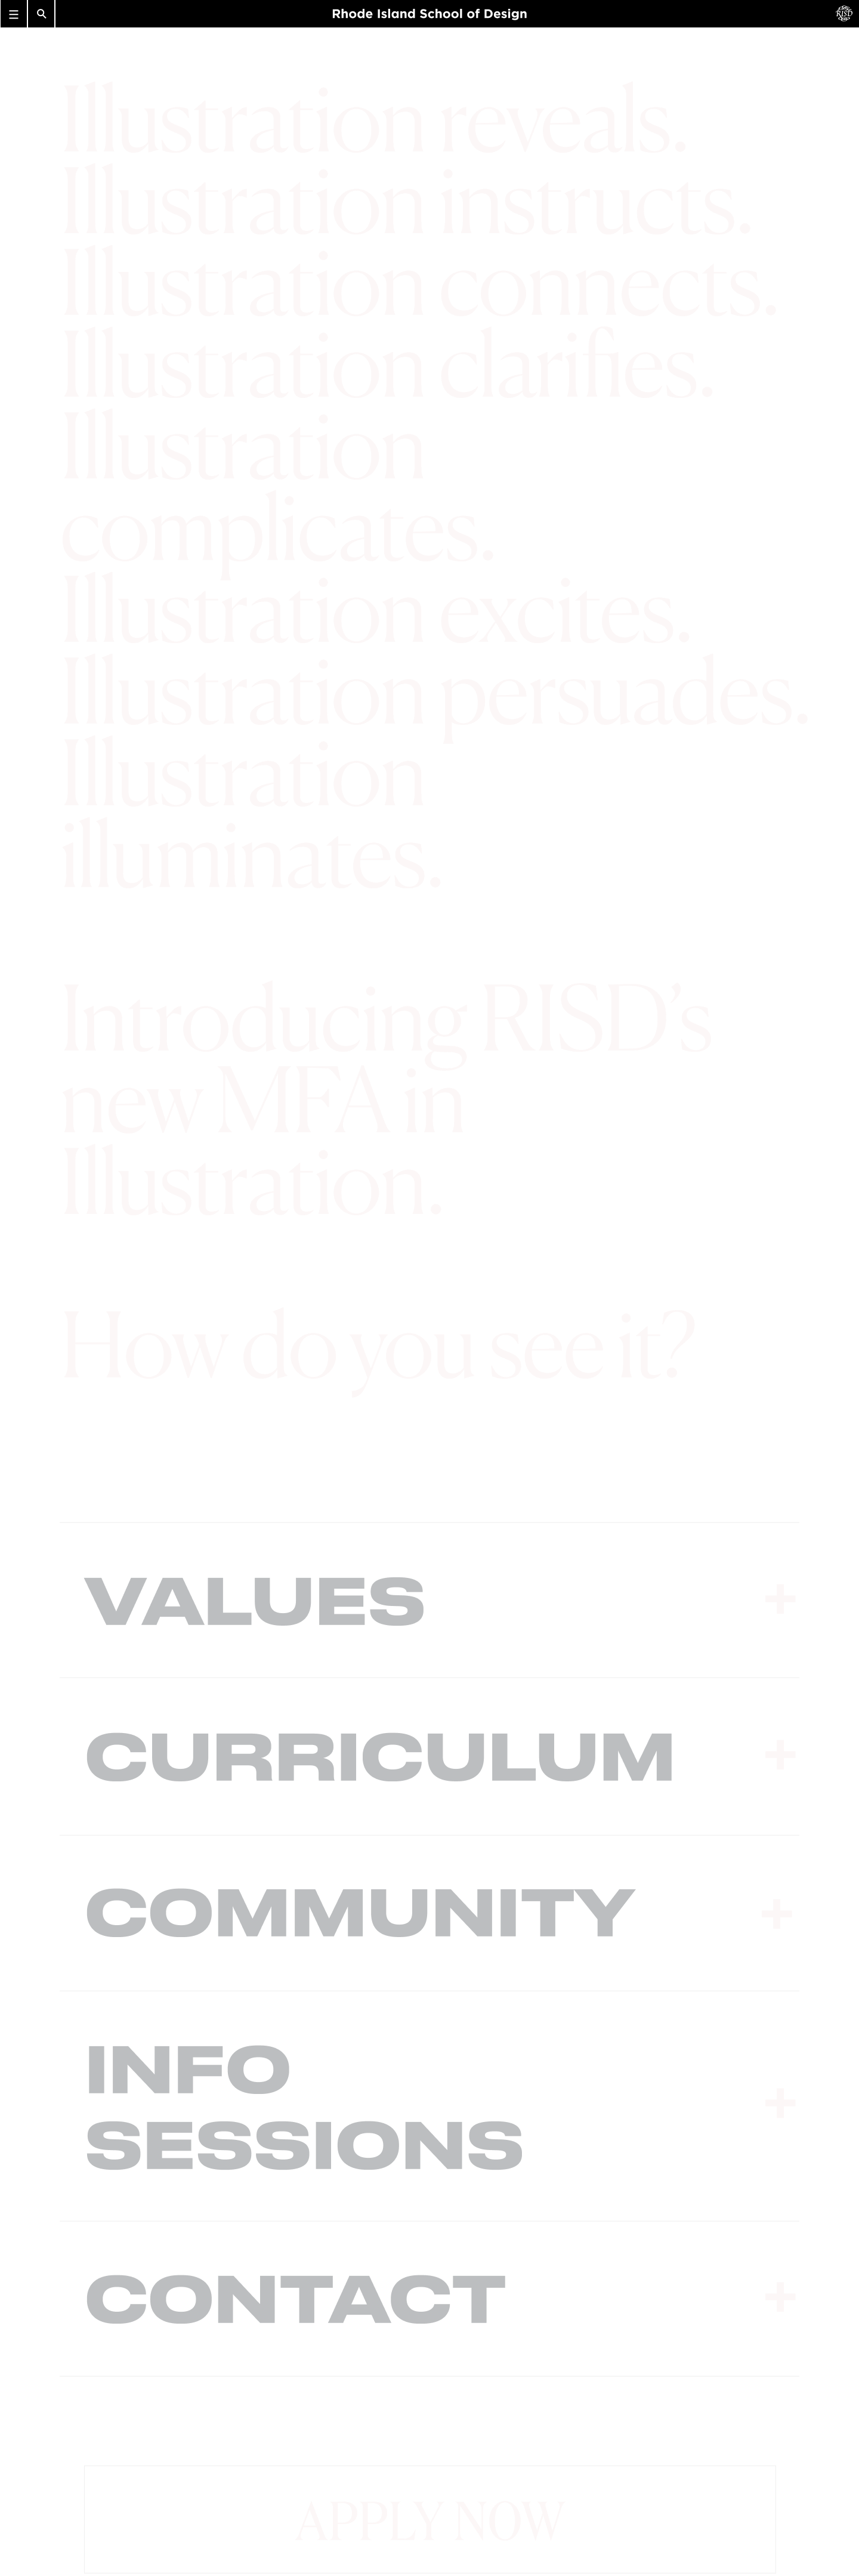 Rhode Island School of Design
RISD
Illustration reveals.
Illustration instructs.
Illustration connects.
Illustration clarifies.
Illustration
complicates.
Illustration excites.
Illustration persuades.
Illustration
illuminates.
Introducing RISD’s
new MFA in
Illustration.
How do you see it?
VALUES +
CURRICULUM +
COMMUNITY +
INFO
SESSIONS +
CONTACT +
APPLY NOW